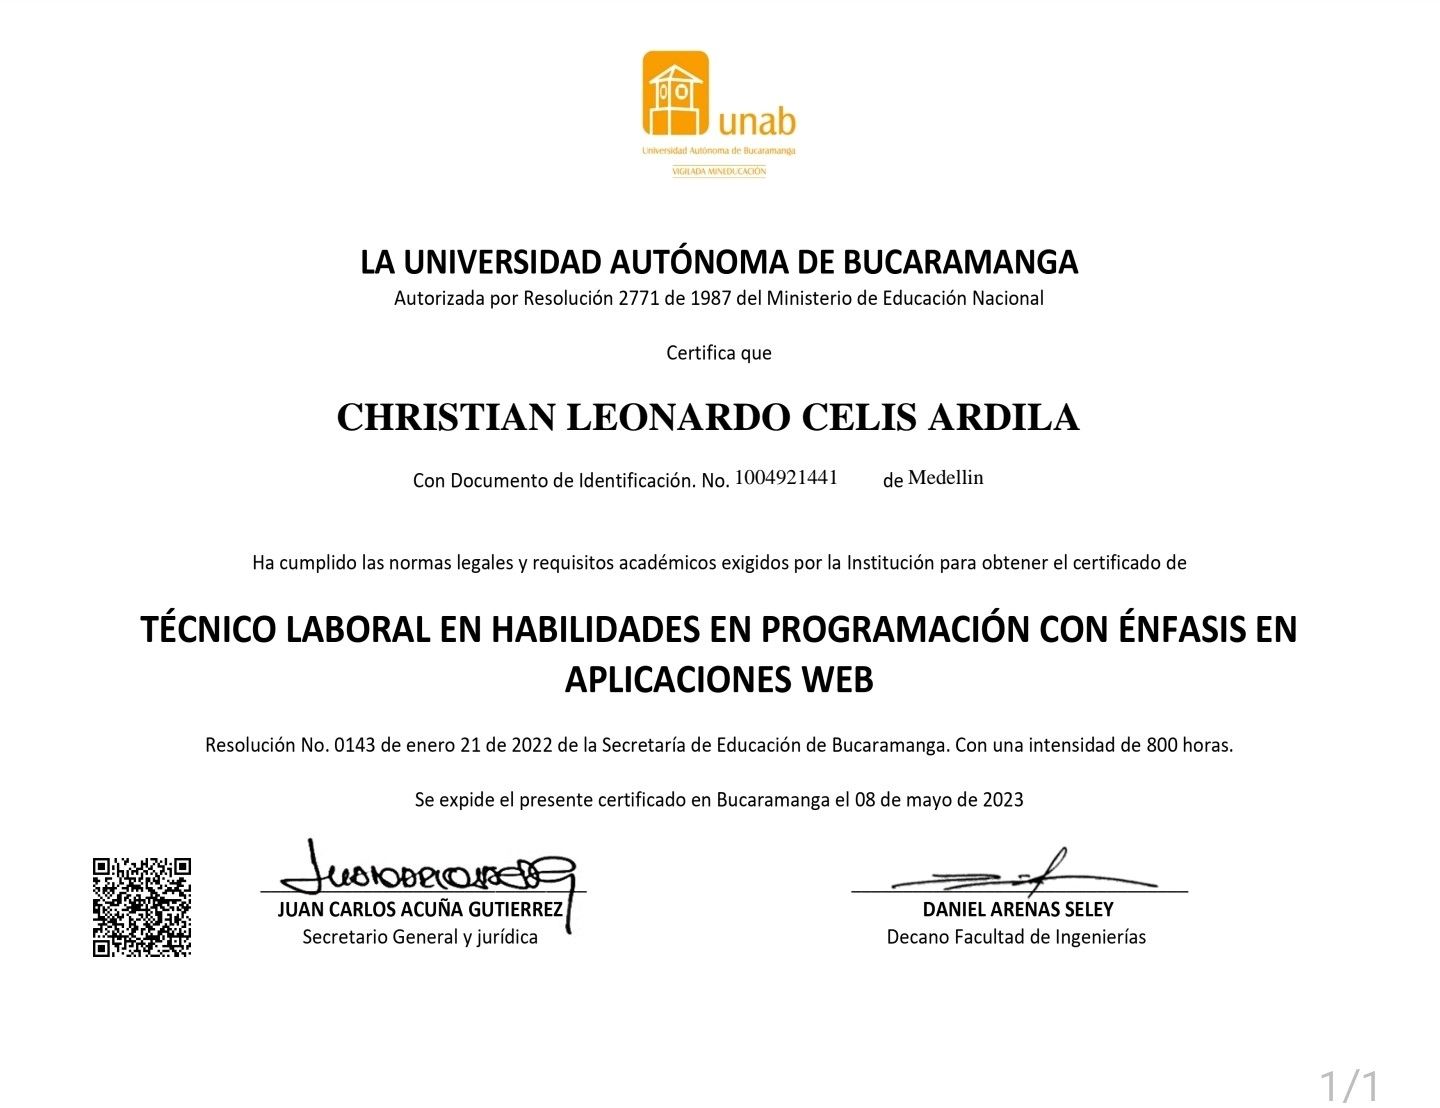 unab
Universidad Autónoma de Bucaramanga
VIGILADA MINEDUCACIÓN
LA UNIVERSIDAD AUTÓNOMA DE BUCARAMANGA
Autorizada por Resolución 2771 de 1987 del Ministerio de Educación Nacional
Certifica que
CHRISTIAN LEONARDO CELIS ARDILA
Con Documento de Identificación. No. 1004921441 de Medellin
Ha cumplido las normas legales y requisitos académicos exigidos por la Institución para obtener el certificado de
TÉCNICO LABORAL EN HABILIDADES EN PROGRAMACIÓN CON ÉNFASIS EN
APLICACIONES WEB
Resolución No. 0143 de enero 21 de 2022 de la Secretaría de Educación de Bucaramanga. Con una intensidad de 800 horas.
Se expide el presente certificado en Bucaramanga el 08 de mayo de 2023
JUAN CARLOS ACUÑA GUTIERREZ
Secretario General y jurídica
DANIEL ARENAS SELEY
Decano Facultad de Ingenierías
1/1